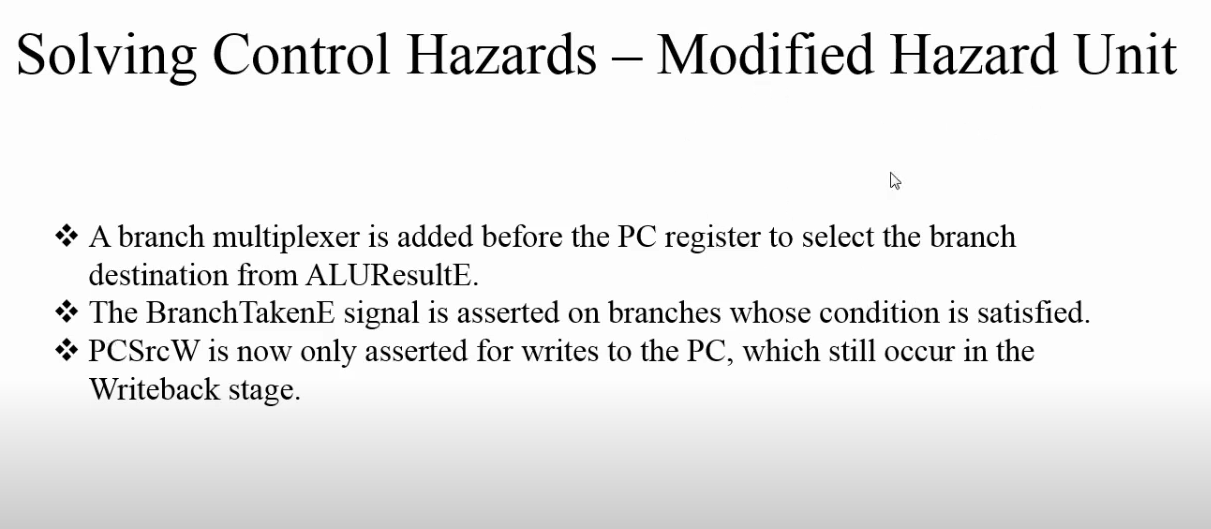 Solving Control Hazards – Modified Hazard Unit
❖ A branch multiplexer is added before the PC register to select the branch
destination from ALUResultE.
❖ The BranchTakenE signal is asserted on branches whose condition is satisfied.
❖ PCSrcW is now only asserted for writes to the PC, which still occur in the
Writeback stage.